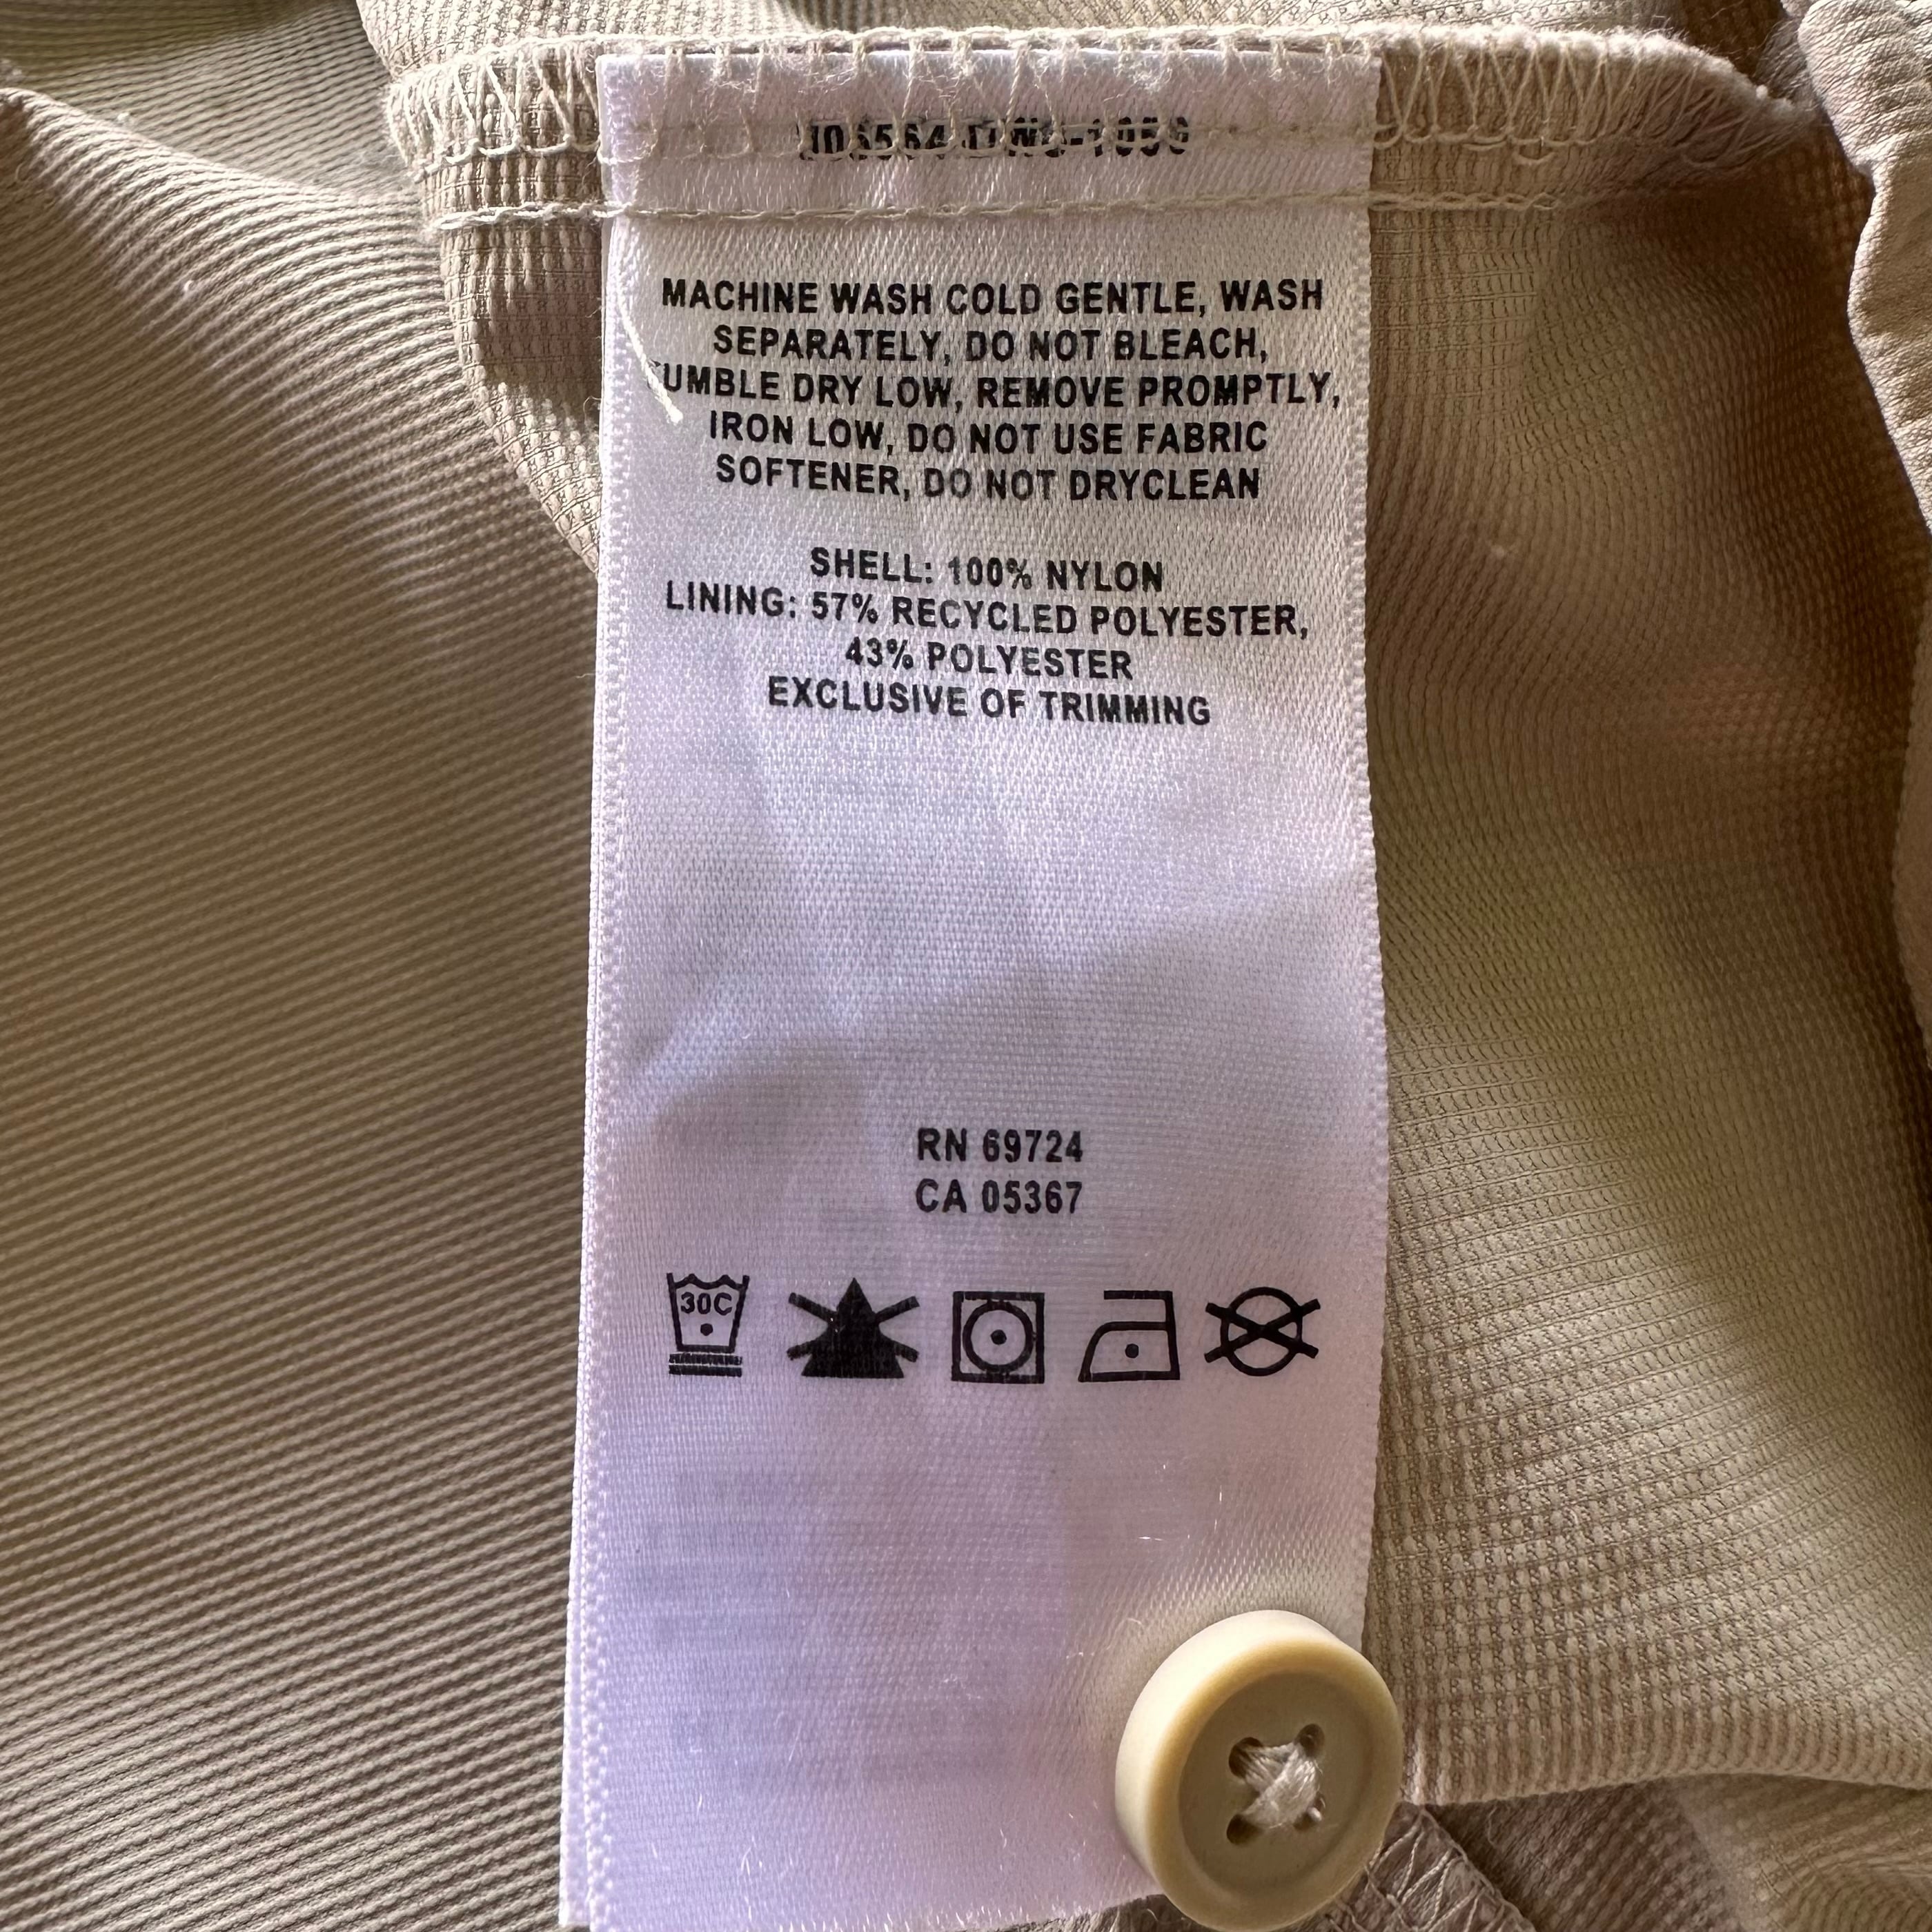 MACHINE WASH COLD GENTLE, WASH
SEPARATELY, DO NOT BLEACH,
TUMBLE DRY LOW, REMOVE PROMPTLY,
IRON LOW, DO NOT USE FABRIC
SOFTENER, DO NOT DRYCLEAN
SHELL: 100% NYLON
LINING: 57% RECYCLED POLYESTER,
43% POLYESTER
EXCLUSIVE OF TRIMMING
RN 69724
CA 05367
30C